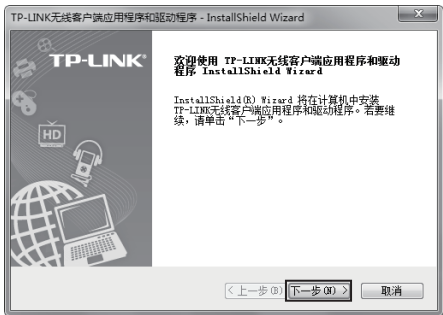 TP-LINK无线客户端应用程序和驱动程序 - InstallShield Wizard
TP-LINK®
欢迎使用 TP-LINK无线客户端应用程序和驱动
程序 InstallShield Wizard
InstallShield(R) Wizard 将在计算机中安装
TP-LINK无线客户端应用程序和驱动程序。若要继
续，请单击“下一步”。
HD
<上一步(B)
下一步(N) >
取消